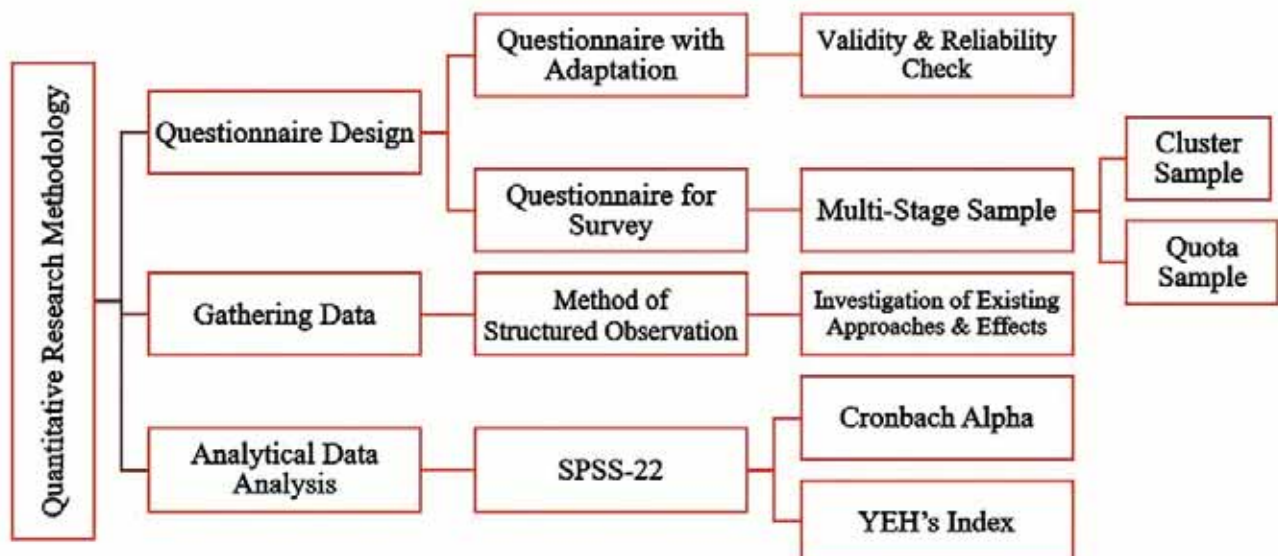 Quantitative Research Methodology
Questionnaire Design
Questionnaire with
Adaptation
Validity & Reliability
Check
Questionnaire for
Survey
Multi-Stage Sample
Cluster
Sample
Quota
Sample
Gathering Data
Method of
Structured Observation
Investigation of Existing
Approaches & Effects
Analytical Data
Analysis
SPSS-22
Cronbach Alpha
YEH's Index